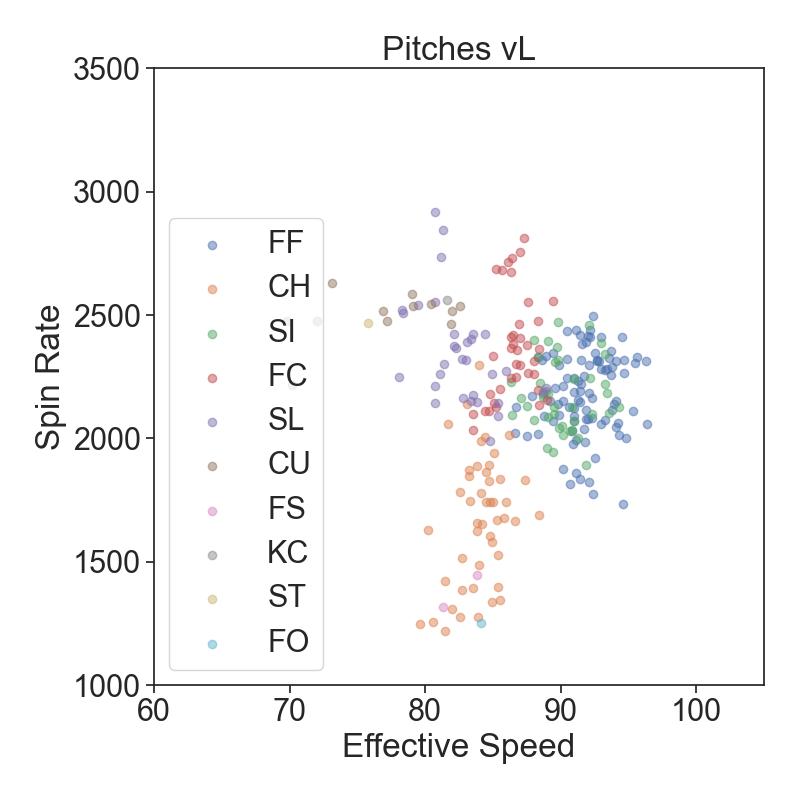 Pitches vL
3500
3000
2500
2000
1500
1000
Spin Rate
FF
CH
SI
FC
SL
CU
FS
KC
ST
FO
60 70 80 90 100
Effective Speed